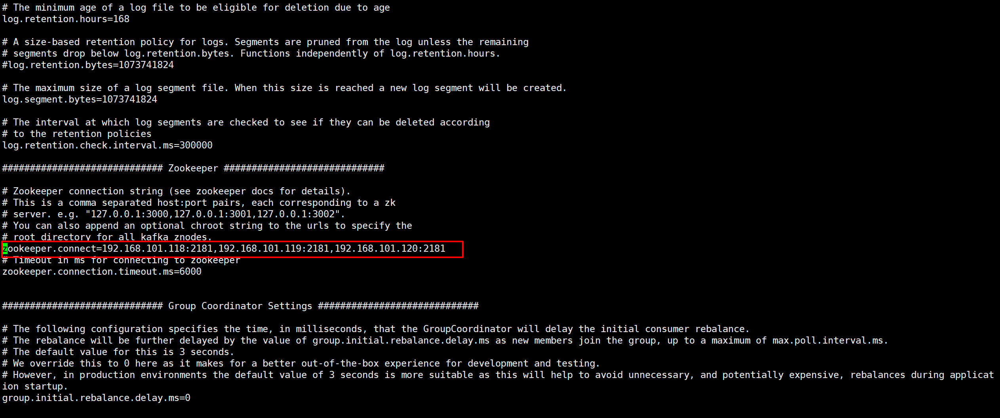 # The minimum age of a log file to be eligible for deletion due to age
log.retention.hours=168
# A size-based retention policy for logs. Segments are pruned from the log unless the remaining
# segments drop below log.retention.bytes. Functions independently of log.retention.hours.
#log.retention.bytes=1073741824
# The maximum size of a log segment file. When this size is reached a new log segment will be created.
log.segment.bytes=1073741824
# The interval at which log segments are checked to see if they can be deleted according
# to the retention policies
log.retention.check.interval.ms=300000
############################# Zookeeper #############################
# Zookeeper connection string (see zookeeper docs for details).
# This is a comma separated host:port pairs, each corresponding to a zk
# server. e.g. "127.0.0.1:3000,127.0.0.1:3001,127.0.0.1:3002".
# You can also append an optional chroot string to the urls to specify the
# root directory for all kafka znodes.
zookeeper.connect=192.168.101.118:2181,192.168.101.119:2181,192.168.101.120:2181
# Timeout in ms for connecting to zookeeper
zookeeper.connection.timeout.ms=6000
############################# Group Coordinator Settings #############################
# The following configuration specifies the time, in milliseconds, that the GroupCoordinator will delay the initial consumer rebalance.
# The rebalance will be further delayed by the value of group.initial.rebalance.delay.ms as new members join the group, up to a maximum of max.poll.interval.ms.
# The default value for this is 3 seconds.
# We override this to 0 here as it makes for a better out-of-the-box experience for development and testing.
# However, in production environments the default value of 3 seconds is more suitable as this will help to avoid unnecessary, and potentially expensive, rebalances during applicat
ion startup.
group.initial.rebalance.delay.ms=0